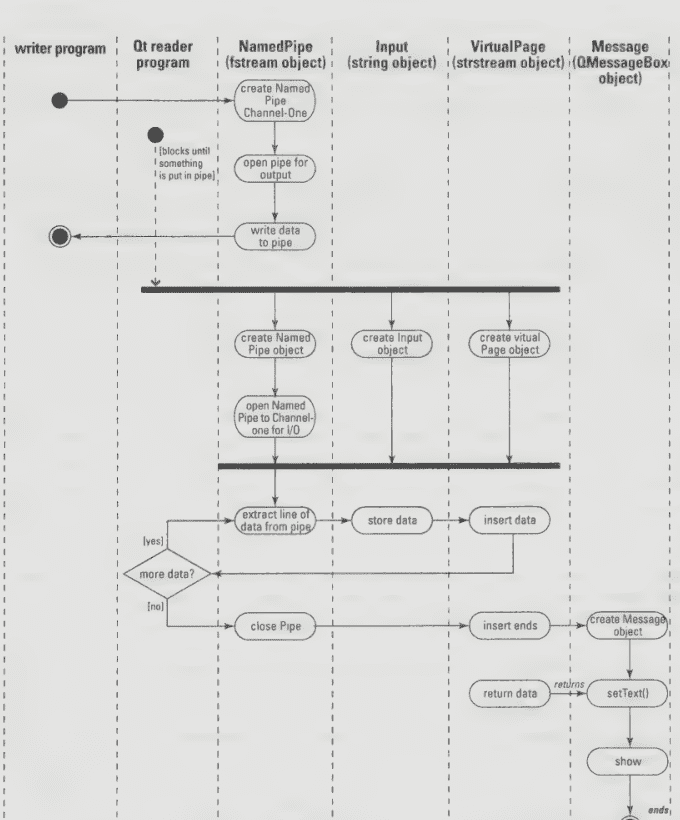 writer program
Qt reader
program
NamedPipe
(fstream object)
Input
(string object)
VirtualPage
(strstream object)
Message
(QMessageBox
object)
create Named
Pipe
Channel-One
[blocks until
something
is put in pipe]
open pipe for
output
write data
to pipe
create Named
Pipe object
create Input
object
create vitual
Page object
open Named
Pipe to Channel-
one for I/O
extract line of
data from pipe
store data
insert data
[yes]
more data?
[no]
close Pipe
insert ends
create Message
object
return data
returns
setText()
show
ends